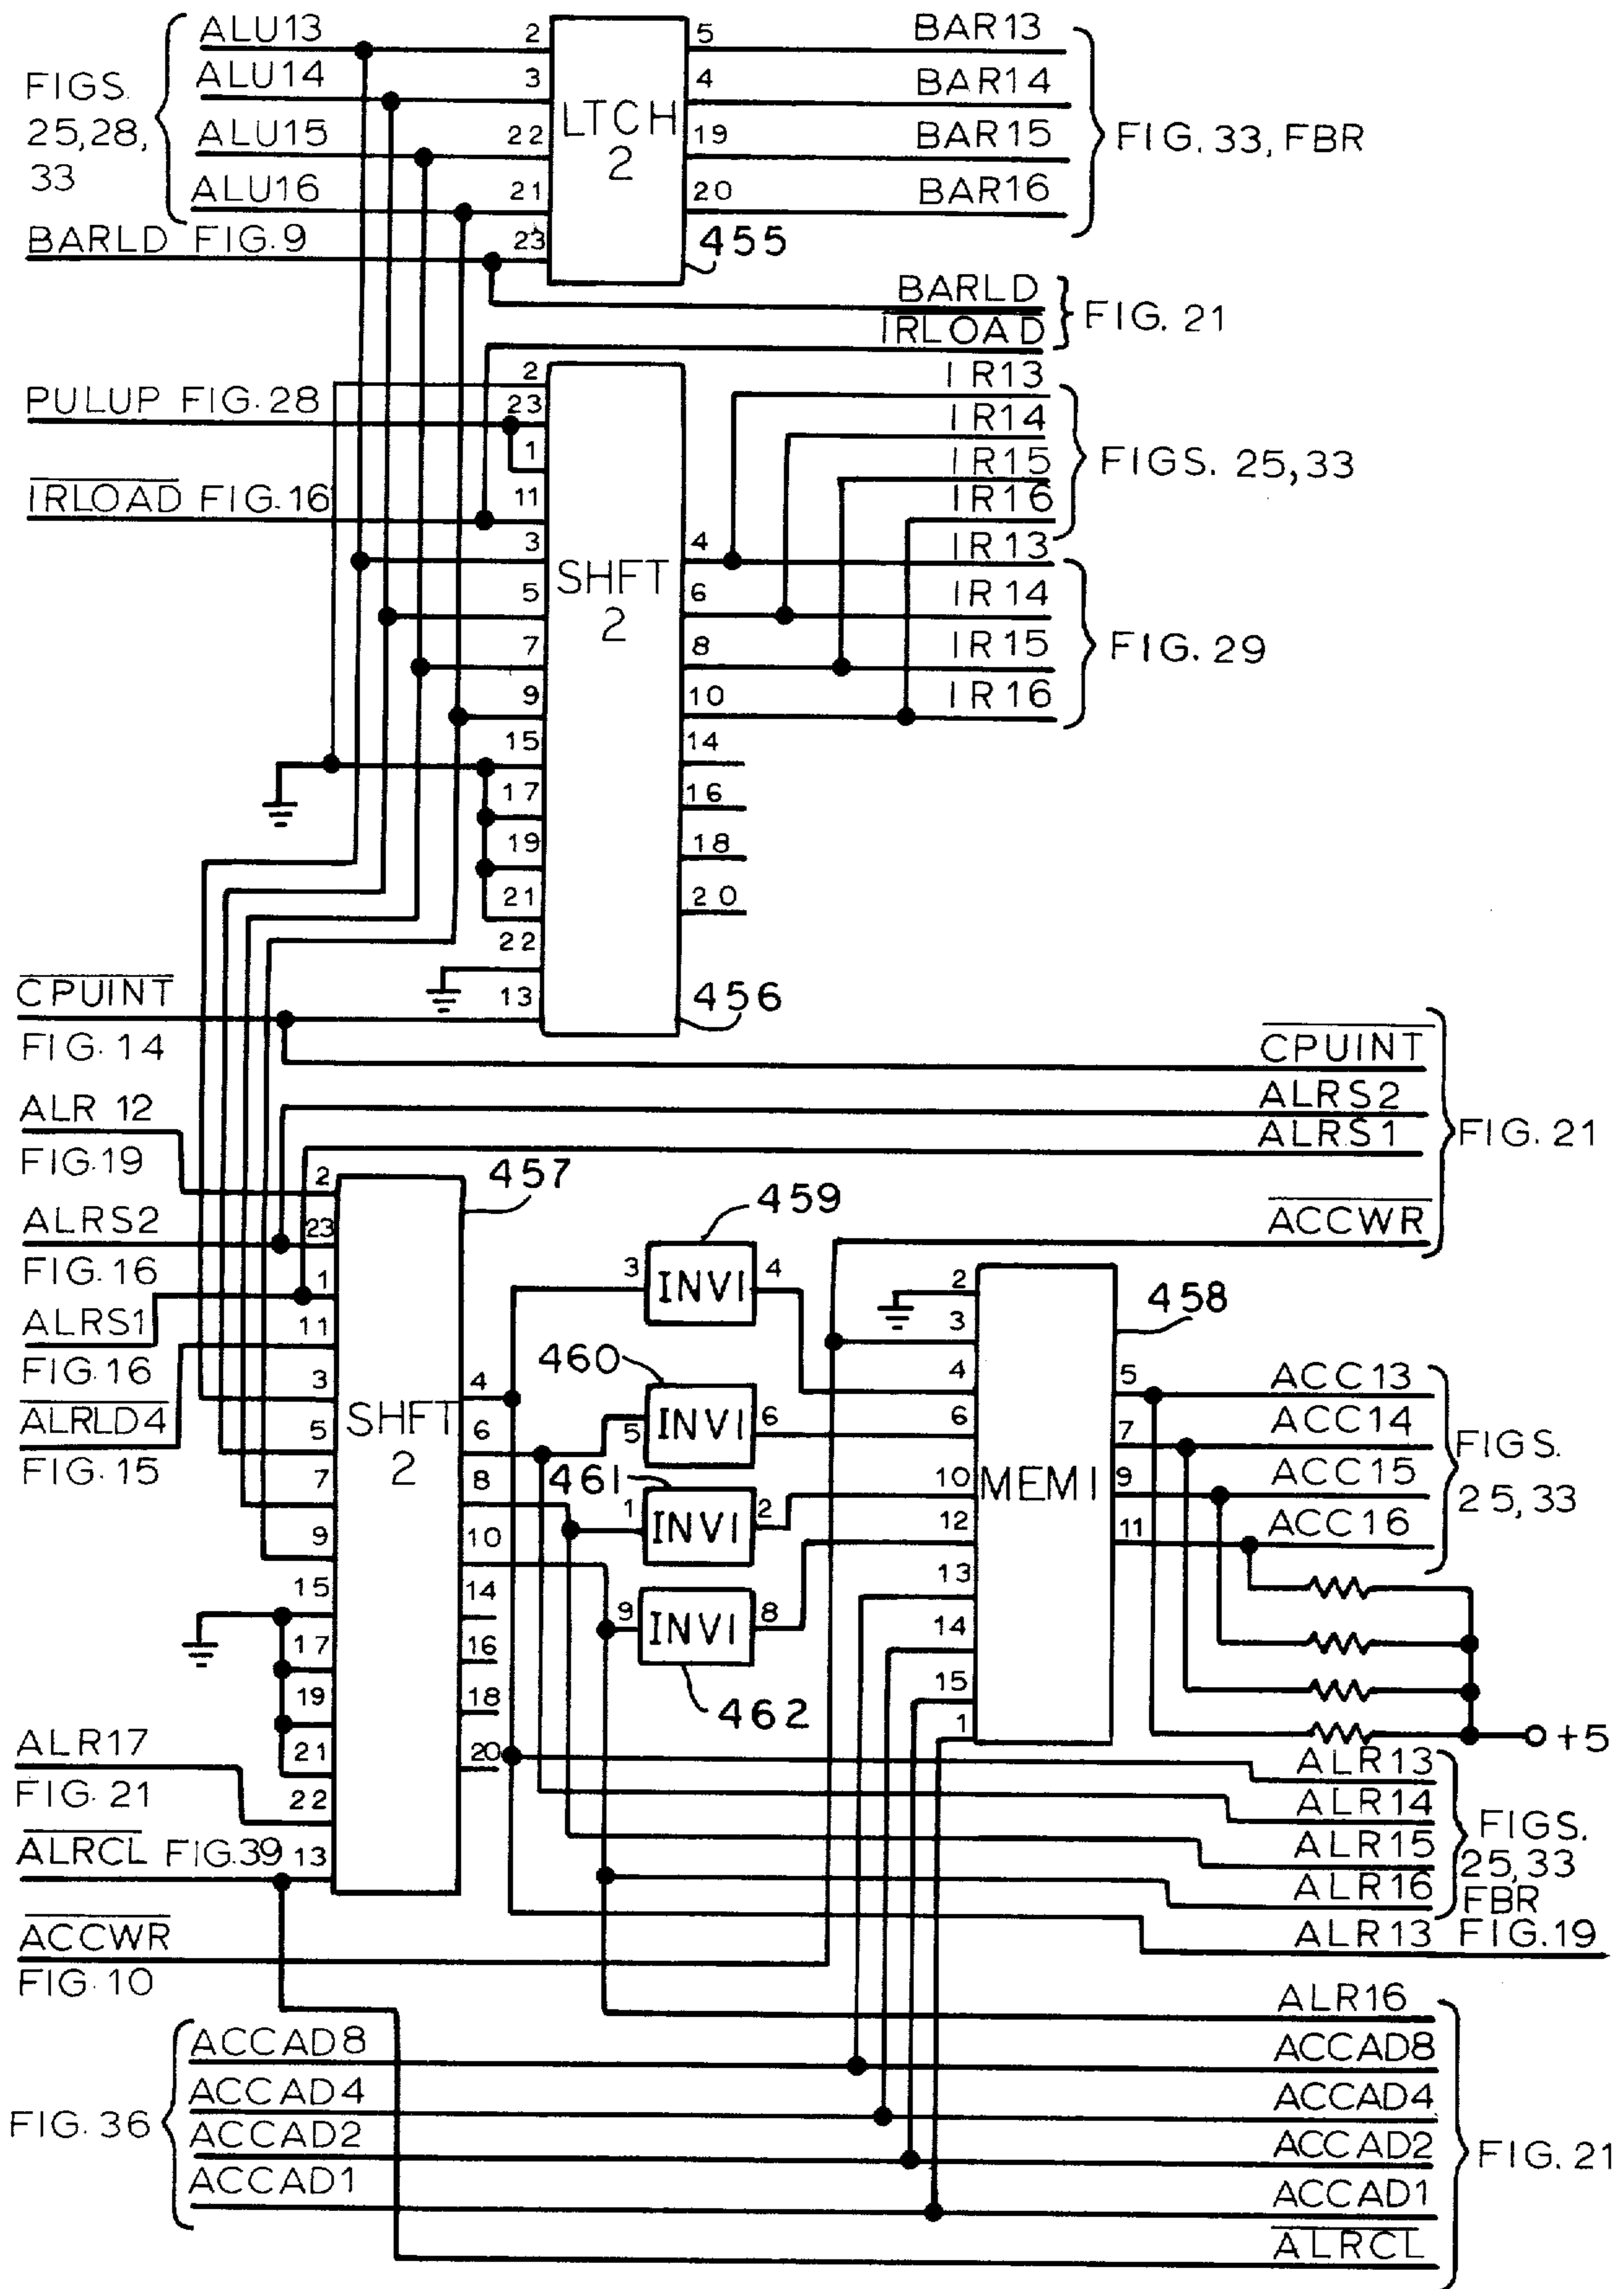 ALU13 2 5 BAR13
FIGS. ALU14 3 4 BAR14
25,28, LTCH FIG. 33, FBR
ALU15 22 2 19 BAR15
33
ALU16 21 20 BAR16
BARLD FIG. 9 23 455
BARLD FIG. 21
IRLOAD
2 IR13
PULUP FIG. 28 23 IR14
1 IR15 FIGS. 25,33
IRLOAD FIG. 16 11 IR16
3 4 IR13
SHFT
5 6 IR14
2
7 8 IR15 FIG. 29
9 10 IR16
15 14
17 16
19 18
21 20
22
CPUINT 13 456
FIG. 14 CPUINT
ALR 12 ALRS2
FIG. 19 ALRS1 FIG. 21
2 457
ALRS2 23 459 ACCWR
FIG. 16 1 3 INV1 4 2 458
ALRS1 11 3
FIG. 16 3 4 460 4 5 ACC13
ALRLD4 SHFT
5 6 5 INV1 6 6 7 ACC14 FIGS.
FIG. 15 2
7 8 461 10 MEM1 9 ACC15
1 INV1 2 25,33
9 10 12 11 ACC16
15 14 13
9 INV1 8
17 16 14
19 18 462 15
ALR17 21 20 1 +5
FIG. 21 22 ALR13
ALR14 FIGS.
ALRCL FIG. 39 13 ALR15 25,33
ALR16 FBR
ACCWR ALR13 FIG. 19
FIG. 10
ALR16
ACCAD8 ACCAD8
ACCAD4 ACCAD4
FIG. 36 FIG. 21
ACCAD2 ACCAD2
ACCAD1 ACCAD1
ALRCL